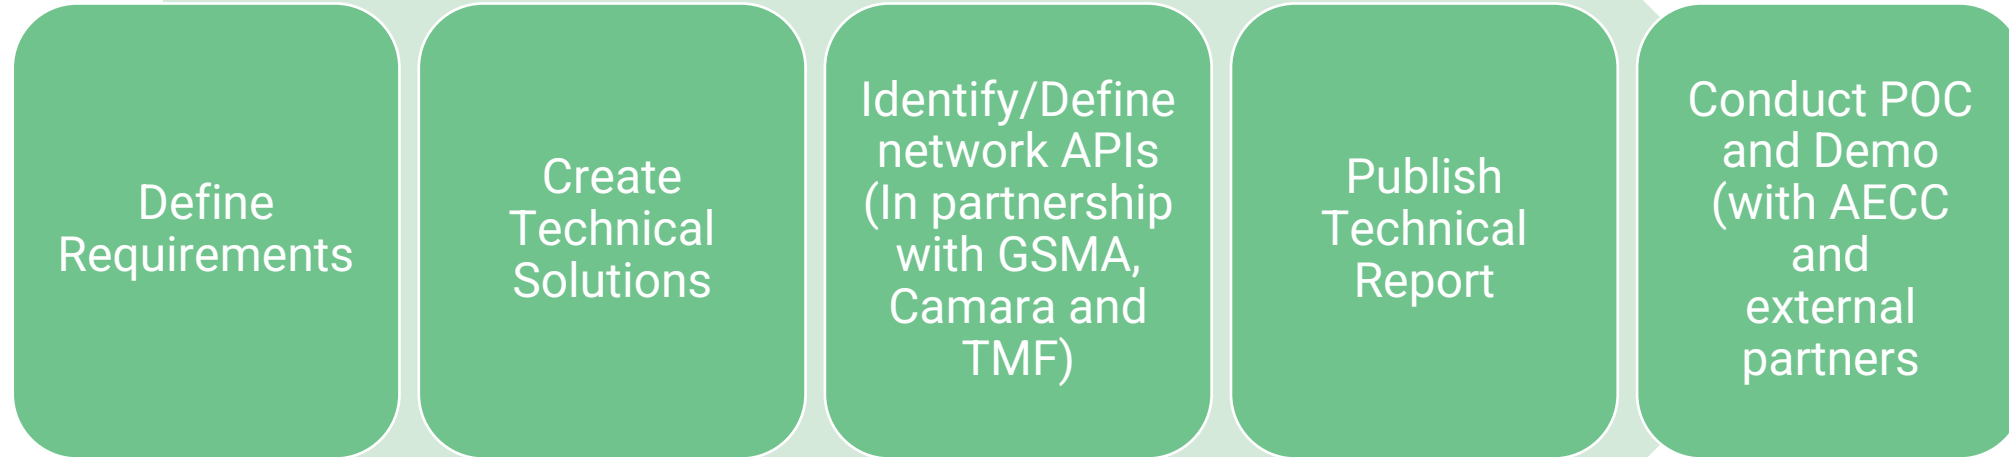 Define
Requirements
Create
Technical
Solutions
Identify/Define
network APIs
(In partnership
with GSMA,
Camara and
TMF)
Publish
Technical
Report
Conduct POC
and Demo
(with AECC
and
external
partners